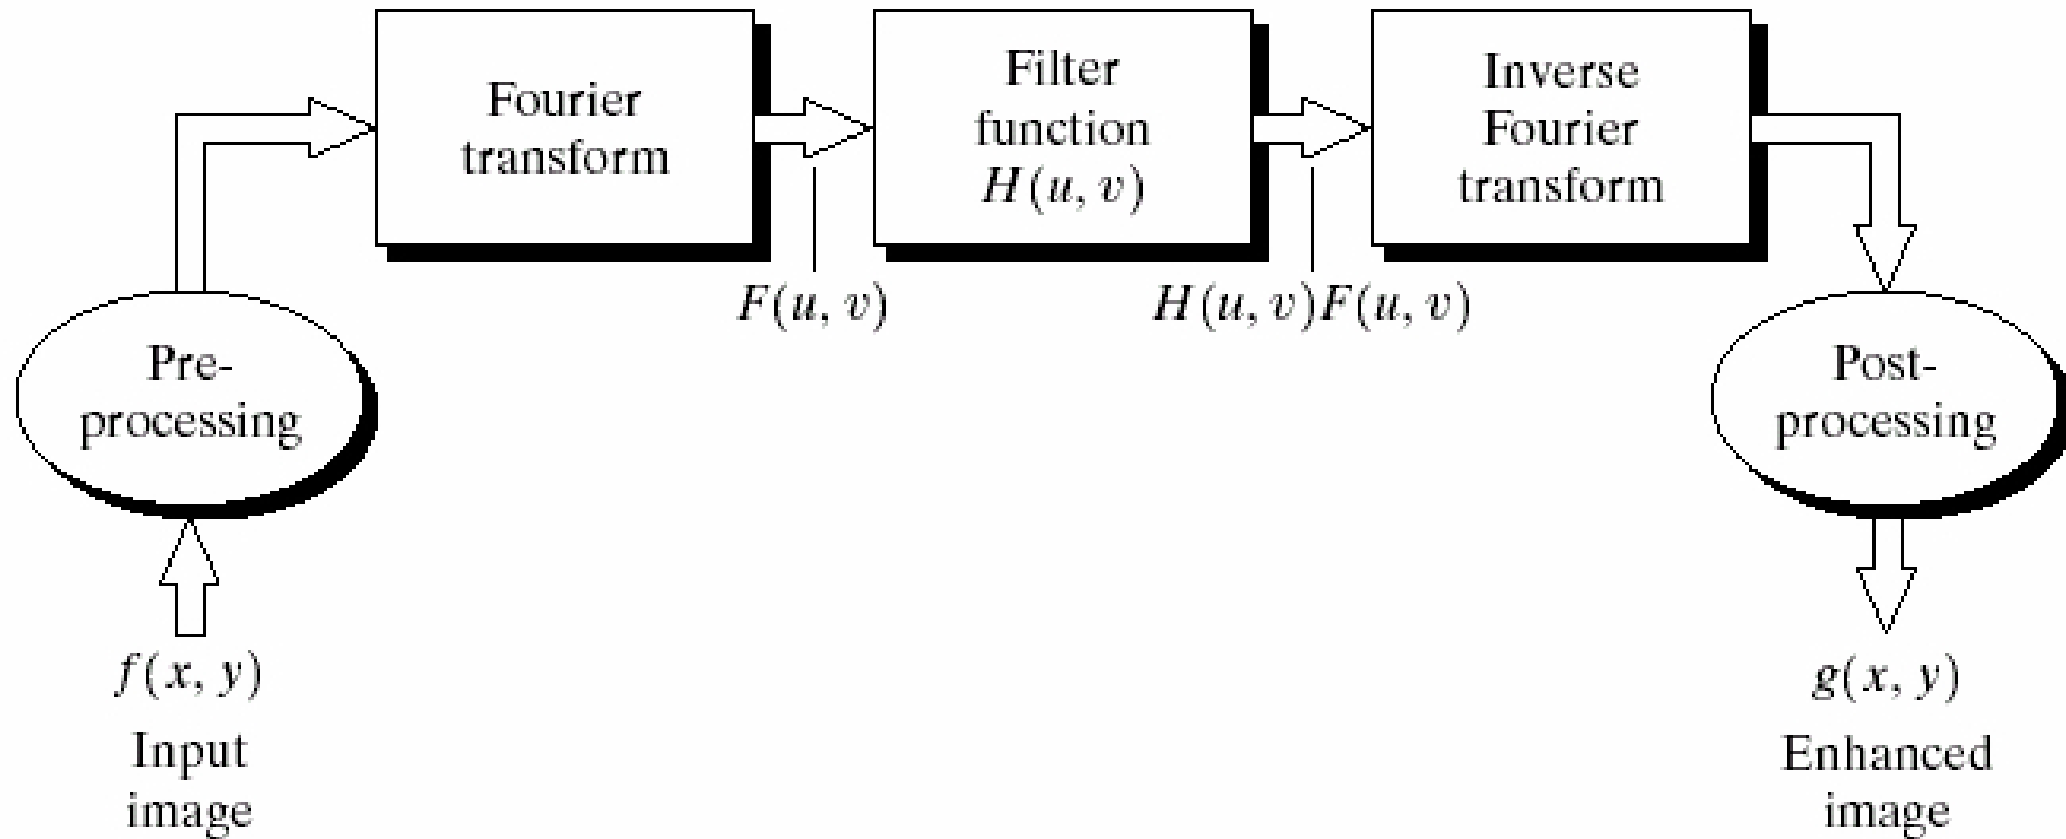 Fourier
transform
Filter
function
H(u, v)
Inverse
Fourier
transform
F(u, v)
H(u, v)F(u, v)
Pre-
processing
Post-
processing
f(x, y)
Input
image
g(x, y)
Enhanced
image